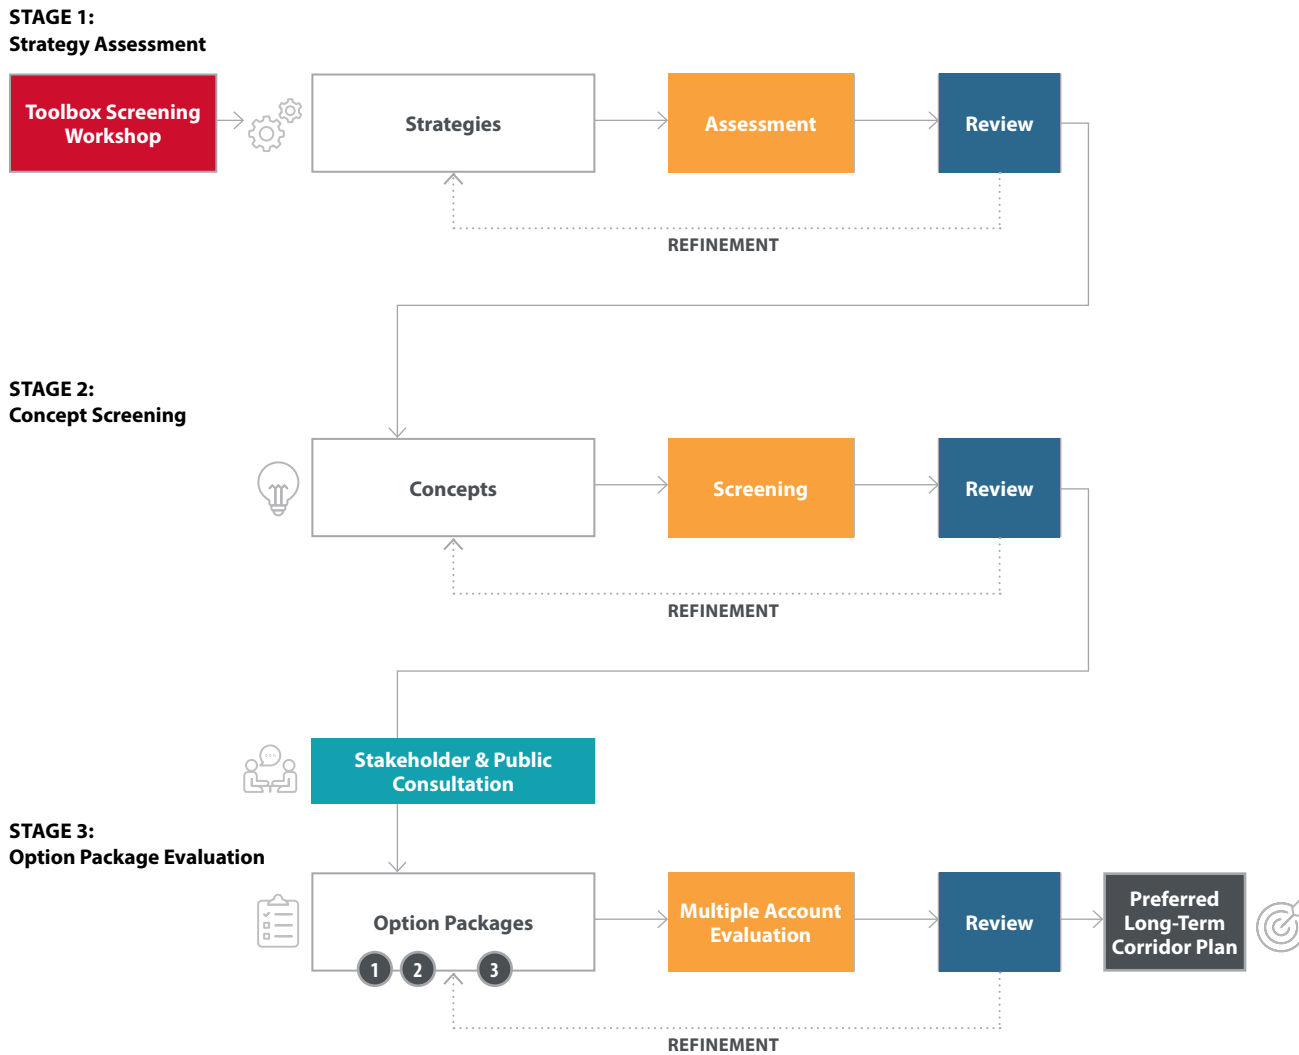 STAGE 1:
Strategy Assessment
Toolbox Screening
Workshop
Strategies
Assessment
Review
REFINEMENT
STAGE 2:
Concept Screening
Concepts
Screening
Review
REFINEMENT
Stakeholder & Public
Consultation
STAGE 3:
Option Package Evaluation
Option Packages
1 2 3
Multiple Account
Evaluation
Review
Preferred
Long-Term
Corridor Plan
REFINEMENT